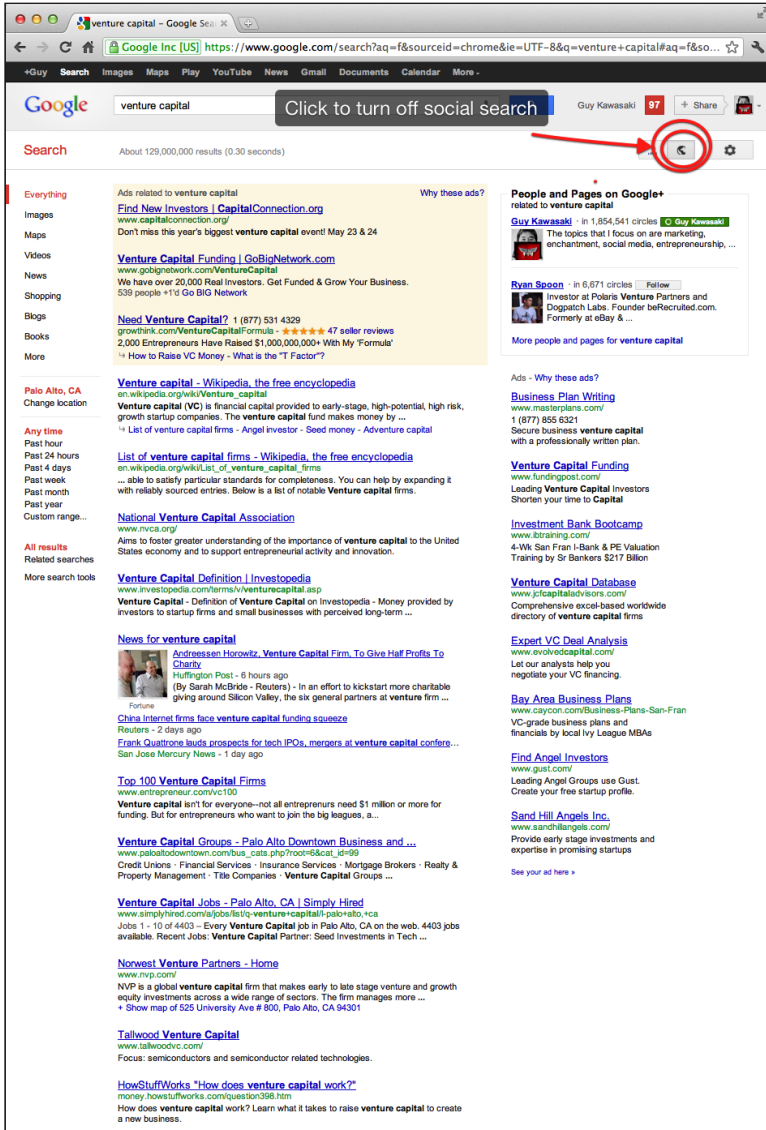 venture capital – Google Sea
Google Inc [US] https://www.google.com/search?aq=f&sourceid=chrome&ie=UTF-8&q=venture+capital#aq=f&so...
+Guy Search Images Maps Play YouTube News Gmail Documents Calendar More
Google
venture capital
Click to turn off social search
Guy Kawasaki 97 + Share
Search
About 129,000,000 results (0.30 seconds)
Everything
Images
Maps
Videos
News
Shopping
Blogs
Books
More
Palo Alto, CA
Change location
Any time
Past hour
Past 24 hours
Past 4 days
Past week
Past month
Past year
Custom range...
All results
Related searches
More search tools
Ads related to venture capital
Why these ads?
Find New Investors | CapitalConnection.org
www.capitalconnection.org/
Don't miss this year's biggest venture capital event! May 23 & 24
Venture Capital Funding | GoBigNetwork.com
www.gobignetwork.com/VentureCapital
We have over 20,000 Real Investors. Get Funded & Grow Your Business.
539 people +1'd Go BIG Network
Need Venture Capital? 1 (877) 531 4329
growthink.com/VentureCapitalFormula - ★★★★★ 47 seller reviews
2,000 Entrepreneurs Have Raised $1,000,000,000+ With My 'Formula'
How to Raise VC Money - What is the "T Factor"?
Venture capital - Wikipedia, the free encyclopedia
en.wikipedia.org/wiki/Venture_capital
Venture capital (VC) is financial capital provided to early-stage, high-potential, high risk,
growth startup companies. The venture capital fund makes money by ...
List of venture capital firms - Angel investor - Seed money - Adventure capital
List of venture capital firms - Wikipedia, the free encyclopedia
en.wikipedia.org/wiki/List_of_venture_capital_firms
... able to satisfy particular standards for completeness. You can help by expanding it
with reliably sourced entries. Below is a list of notable Venture capital firms.
National Venture Capital Association
www.nvca.org/
Aims to foster greater understanding of the importance of venture capital to the United
States economy and to support entrepreneurial activity and innovation.
Venture Capital Definition | Investopedia
www.investopedia.com/terms/v/venturecapital.asp
Venture Capital - Definition of Venture Capital on Investopedia - Money provided by
investors to startup firms and small businesses with perceived long-term ...
News for venture capital
Andreessen Horowitz, Venture Capital Firm, To Give Half Profits To
Charity
Huffington Post - 6 hours ago
(By Sarah McBride - Reuters) - In an effort to kickstart more charitable
giving around Silicon Valley, the six general partners at venture firm ...
Fortune
China Internet firms face venture capital funding squeeze
Reuters - 2 days ago
Frank Quattrone lauds prospects for tech IPOs, mergers at venture capital confere...
San Jose Mercury News - 1 day ago
Top 100 Venture Capital Firms
www.entrepreneur.com/vc100
Venture capital isn't for everyone--not all entreprenurs need $1 million or more for
funding. But for entrepreneurs who want to join the big leagues, a...
Venture Capital Groups - Palo Alto Downtown Business and ...
www.paloaltodowntown.com/bus_cats.php?root=6&cat_id=99
Credit Unions · Financial Services · Insurance Services · Mortgage Brokers · Realty &
Property Management · Title Companies · Venture Capital Groups ...
Venture Capital Jobs - Palo Alto, CA | Simply Hired
www.simplyhired.com/a/jobs/list/q-venture+capital/l-palo+alto,+ca
Jobs 1 - 10 of 4403 – Every Venture Capital job in Palo Alto, CA on the web. 4403 jobs
available. Recent Jobs: Venture Capital Partner: Seed Investments in Tech ...
Norwest Venture Partners - Home
www.nvp.com/
NVP is a global venture capital firm that makes early to late stage venture and growth
equity investments across a wide range of sectors. The firm manages more ...
+ Show map of 525 University Ave # 800, Palo Alto, CA 94301
Tallwood Venture Capital
www.tallwoodvc.com/
Focus: semiconductors and semiconductor related technologies.
HowStuffWorks "How does venture capital work?"
money.howstuffworks.com/question398.htm
How does venture capital work? Learn what it takes to raise venture capital to create
a new business.
People and Pages on Google+
related to venture capital
Guy Kawasaki · in 1,854,541 circles Guy Kawasaki
The topics that I focus on are marketing,
enchantment, social media, entrepreneurship, ...
Ryan Spoon · in 6,671 circles Follow
Investor at Polaris Venture Partners and
Dogpatch Labs. Founder beRecruited.com.
Formerly at eBay & ...
More people and pages for venture capital
Ads - Why these ads?
Business Plan Writing
www.masterplans.com/
1 (877) 855 6321
Secure business venture capital
with a professionally written plan.
Venture Capital Funding
www.fundingpost.com/
Leading Venture Capital Investors
Shorten your time to Capital
Investment Bank Bootcamp
www.ibtraining.com/
4-Wk San Fran I-Bank & PE Valuation
Training by Sr Bankers $217 Billion
Venture Capital Database
www.jcfcapitaladvisors.com/
Comprehensive excel-based worldwide
directory of venture capital firms
Expert VC Deal Analysis
www.evolvedcapital.com/
Let our analysts help you
negotiate your VC financing.
Bay Area Business Plans
www.caycon.com/Business-Plans-San-Fran
VC-grade business plans and
financials by local Ivy League MBAs
Find Angel Investors
www.gust.com/
Leading Angel Groups use Gust.
Create your free startup profile.
Sand Hill Angels Inc.
www.sandhillangels.com/
Provide early stage investments and
expertise in promising startups
See your ad here »